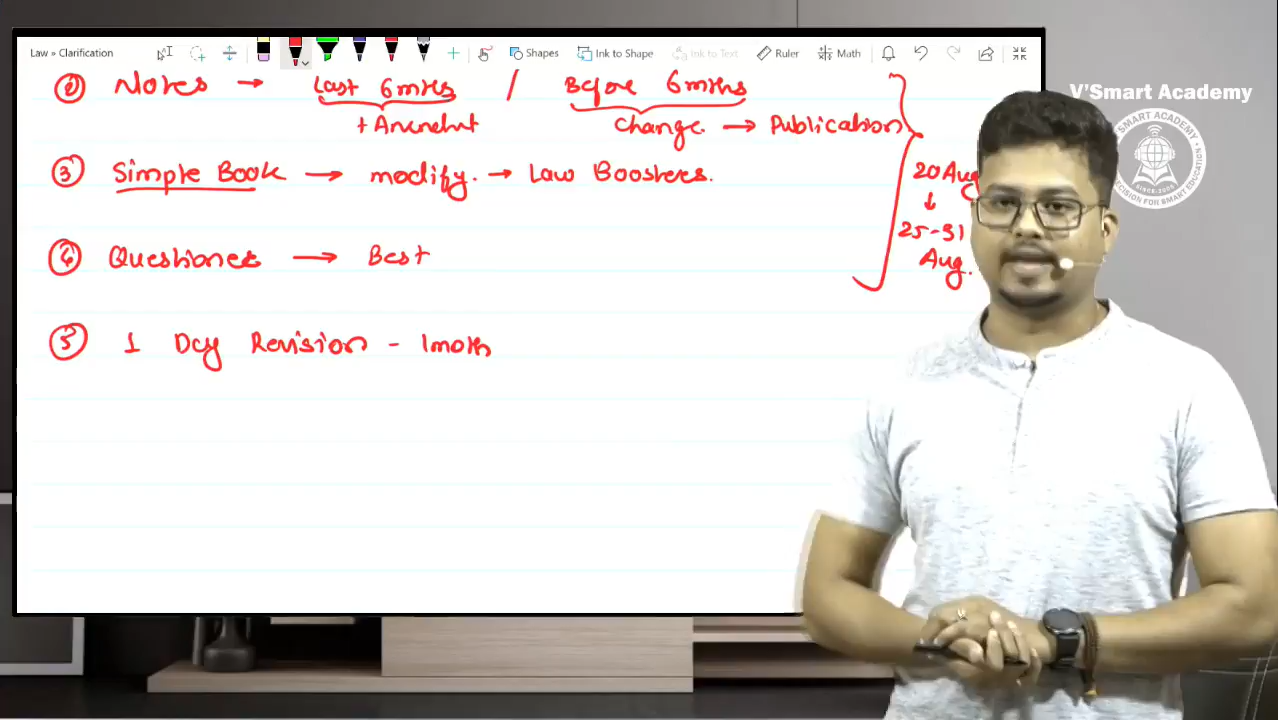 Law » Clarification
Shapes
Ink to Shape
Ink to Text
Ruler
Math
② Notes → Last 6mths / Before 6mths
change → Publication
③ Simple Book → modify. → Law Boosters.
④ Questioner → Best
⑤ 1 Day Revision -
20 Aug
↓
25-31
Aug.
V'Smart Academy
SMART ACADEMY